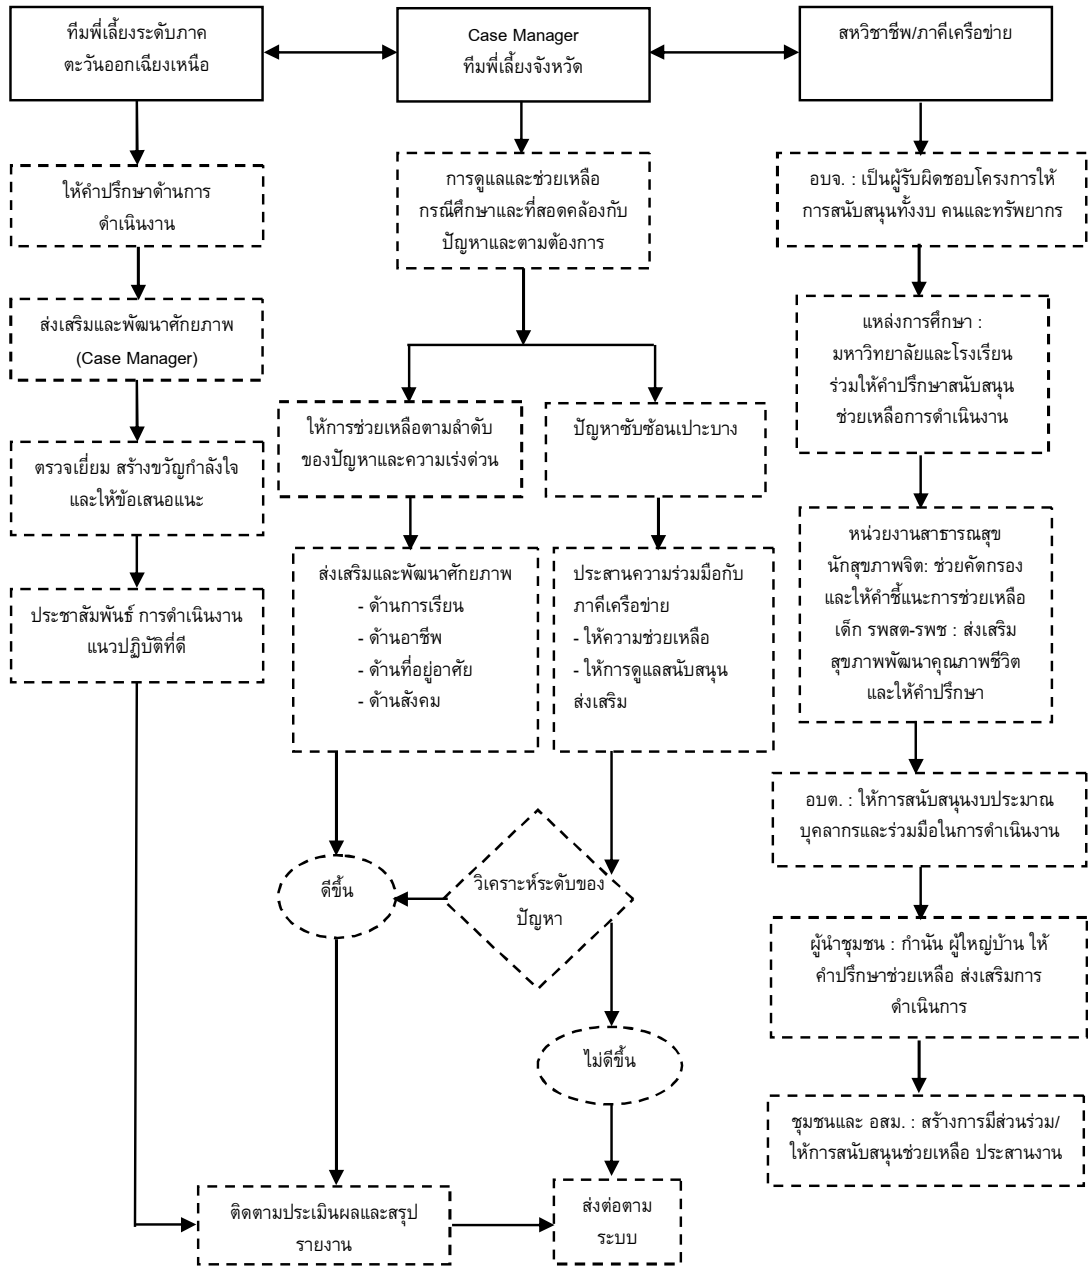 ทีมพี่เลี้ยงระดับภาค
ตะวันออกเฉียงเหนือ
Case Manager
ทีมพี่เลี้ยงจังหวัด
สหวิชาชีพ/ภาคีเครือข่าย
ให้คำปรึกษาด้านการ
ดำเนินงาน
ส่งเสริมและพัฒนาศักยภาพ
(Case Manager)
ตรวจเยี่ยม สร้างขวัญกำลังใจ
และให้ข้อเสนอแนะ
ประชาสัมพันธ์ การดำเนินงาน
แนวปฏิบัติที่ดี
การดูแลและช่วยเหลือ
กรณีศึกษาและที่สอดคล้องกับ
ปัญหาและตามต้องการ
ให้การช่วยเหลือตามลำดับ
ของปัญหาและความเร่งด่วน
ปัญหาซับซ้อนเปาะบาง
ส่งเสริมและพัฒนาศักยภาพ
- ด้านการเรียน
- ด้านอาชีพ
- ด้านที่อยู่อาศัย
- ด้านสังคม
ประสานความร่วมมือกับ
ภาคีเครือข่าย
- ให้ความช่วยเหลือ
- ให้การดูแลสนับสนุน
ส่งเสริม
วิเคราะห์ระดับของ
ปัญหา
ดีขึ้น
ไม่ดีขึ้น
ติดตามประเมินผลและสรุป
รายงาน
ส่งต่อตาม
ระบบ
อบจ. : เป็นผู้รับผิดชอบโครงการให้
การสนับสนุนทั้งงบ คนและทรัพยากร
แหล่งการศึกษา :
มหาวิทยาลัยและโรงเรียน
ร่วมให้คำปรึกษาสนับสนุน
ช่วยเหลือการดำเนินงาน
หน่วยงานสาธารณสุข
นักสุขภาพจิต: ช่วยคัดกรอง
และให้คำชี้แนะการช่วยเหลือ
เด็ก รพสต-รพช : ส่งเสริม
สุขภาพพัฒนาคุณภาพชีวิต
และให้คำปรึกษา
อบต. : ให้การสนับสนุนงบประมาณ
บุคลากรและร่วมมือในการดำเนินงาน
ผู้นำชุมชน : กำนัน ผู้ใหญ่บ้าน ให้
คำปรึกษาช่วยเหลือ ส่งเสริมการ
ดำเนินการ
ชุมชนและ อสม. : สร้างการมีส่วนร่วม/
ให้การสนับสนุนช่วยเหลือ ประสานงาน